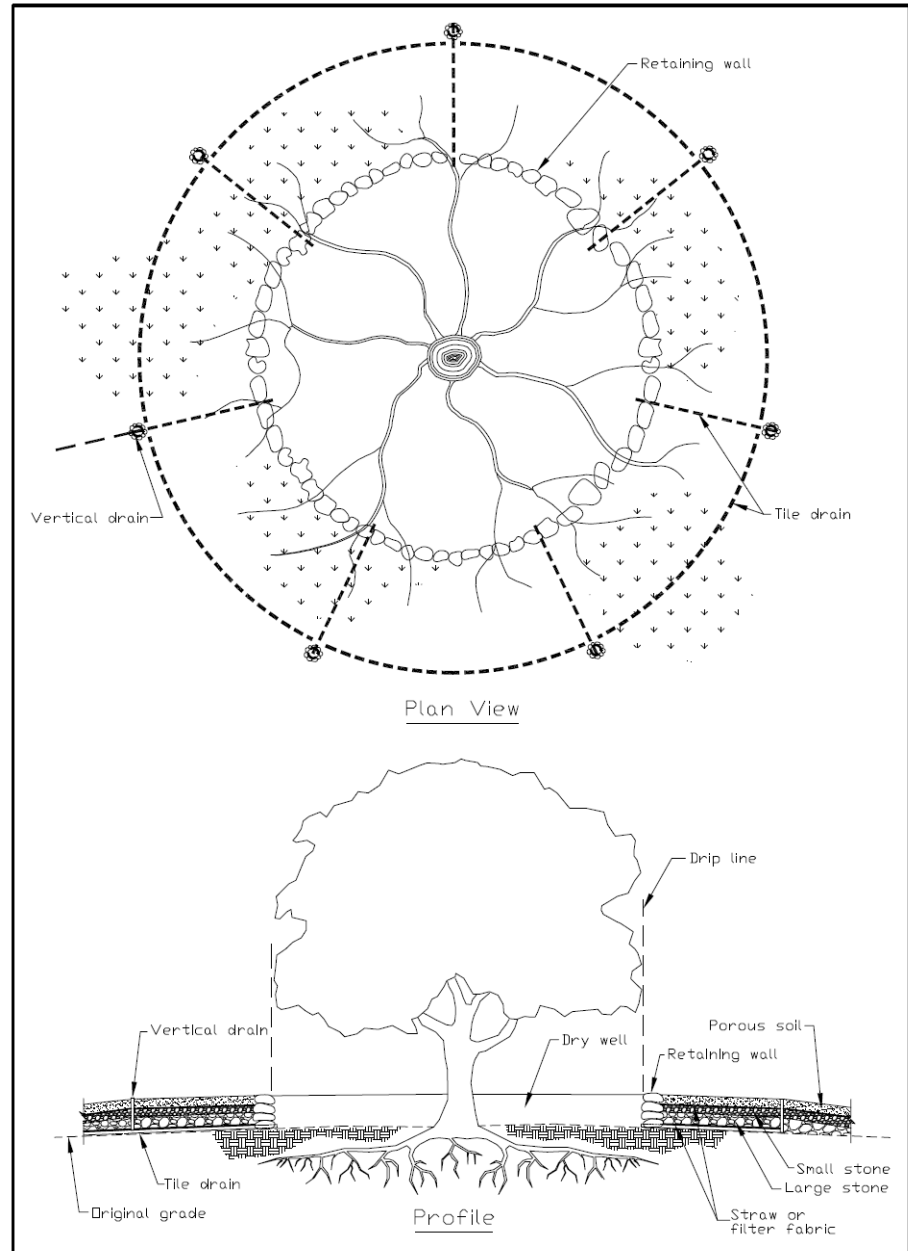 Retaining wall
Vertical drain
Tile drain
Plan View
Drip line
Vertical drain
Dry well
Porous soil
Retaining wall
Small stone
Large stone
Tile drain
Original grade
Straw or
filter fabric
Profile